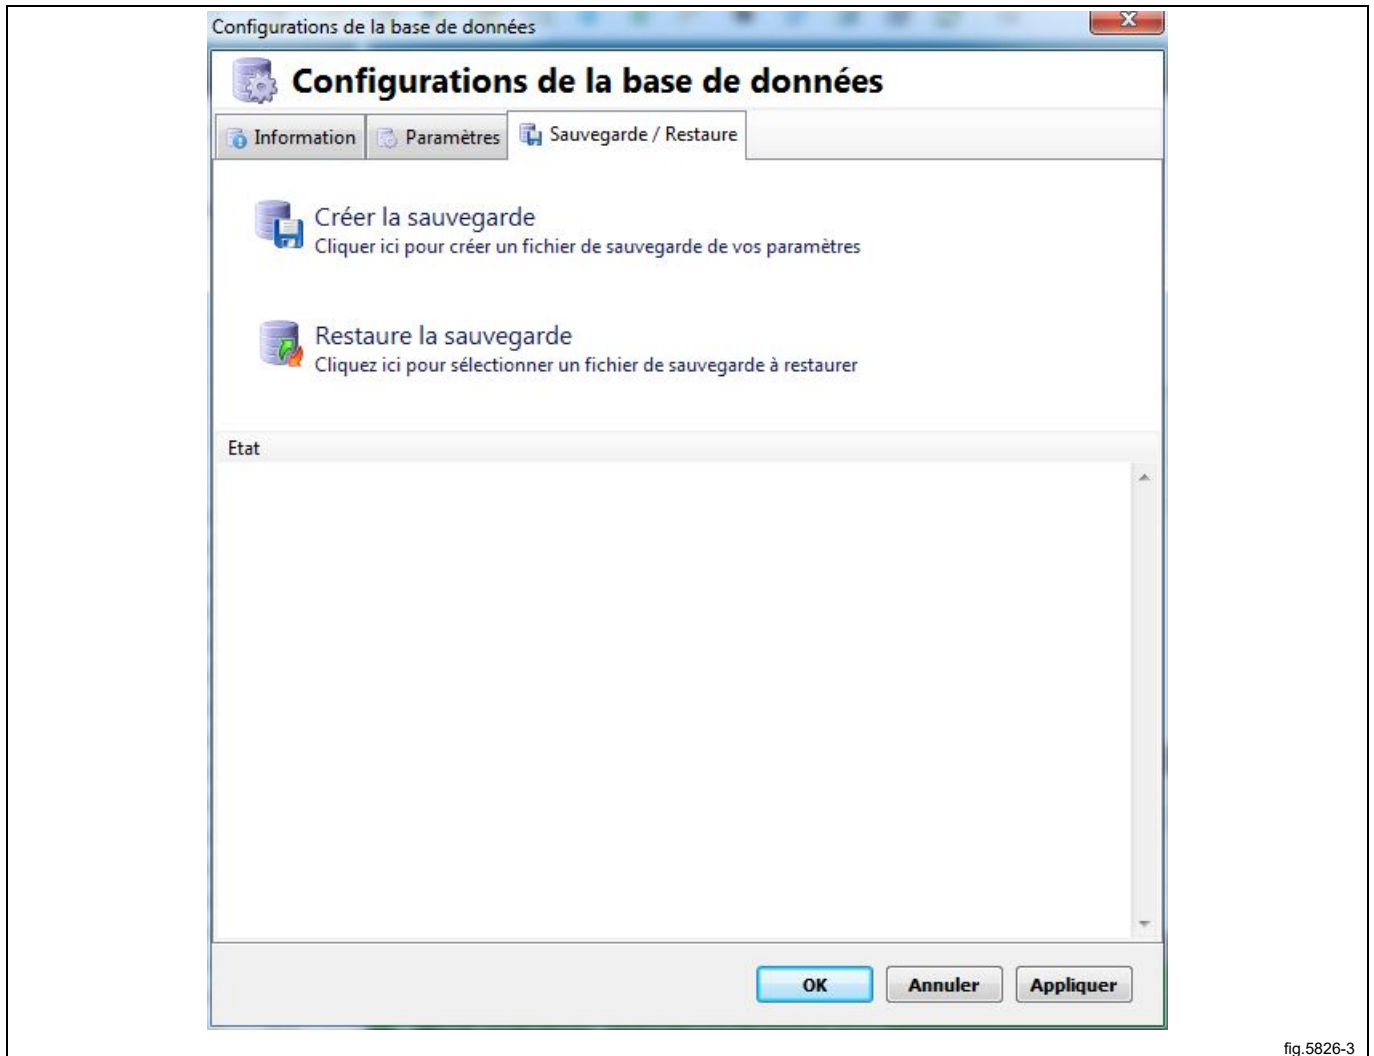 Configurations de la base de données
X
Configurations de la base de données
Information Paramètres Sauvegarde / Restaure
Créer la sauvegarde
Cliquer ici pour créer un fichier de sauvegarde de vos paramètres
Restaure la sauvegarde
Cliquez ici pour sélectionner un fichier de sauvegarde à restaurer
Etat
OK Annuler Appliquer
fig.5826-3